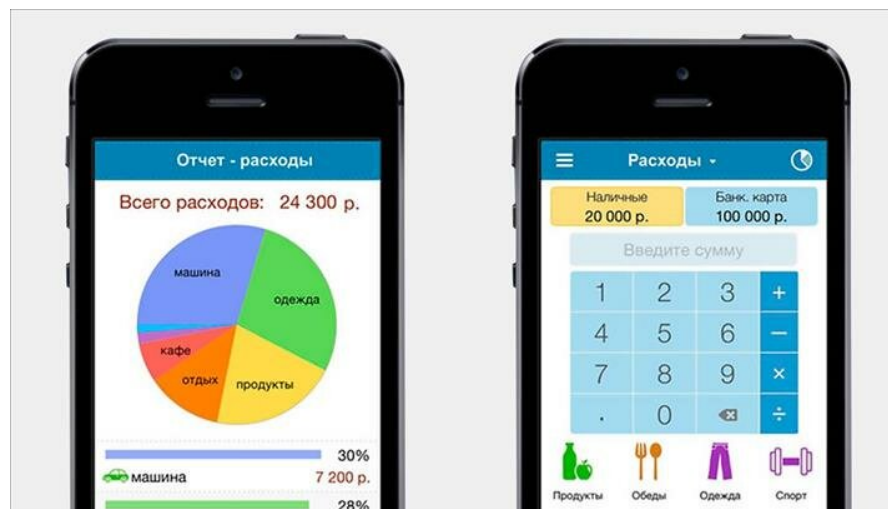 Отчет - расходы
Всего расходов: 24 300 р.
машина
одежда
кафе
отдых
продукты
30%
машина 7 200 р.
28%
Расходы
Наличные
20 000 р.
Банк. карта
100 000 р.
Введите сумму
1 2 3 +
4 5 6 −
7 8 9 ×
. 0 ÷
Продукты Обеды Одежда Спорт